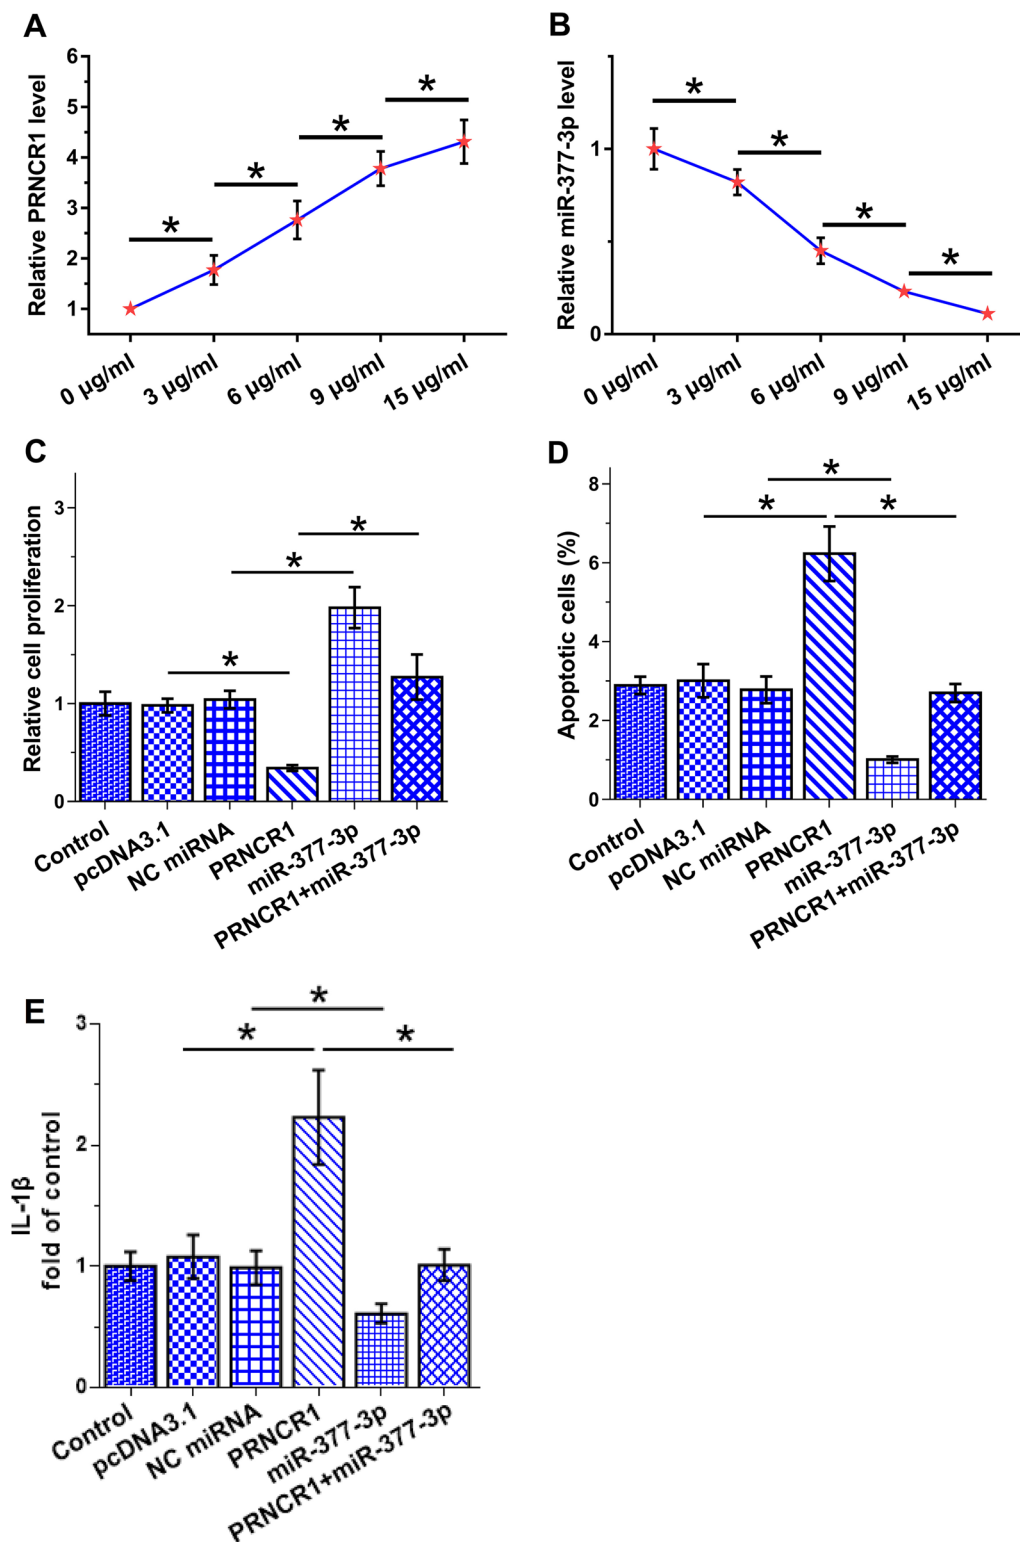 A
Relative PRNCR1 level
6
5
4
3
2
1
*
*
*
*
0 μg/ml
3 μg/ml
6 μg/ml
9 μg/ml
15 μg/ml
B
Relative miR-377-3p level
1
0
*
*
*
*
0 μg/ml
3 μg/ml
6 μg/ml
9 μg/ml
15 μg/ml
C
Relative cell proliferation
3
2
1
0
*
*
*
Control
pcDNA3.1
NC miRNA
PRNCR1
miR-377-3p
PRNCR1+miR-377-3p
D
Apoptotic cells (%)
8
6
4
2
0
*
*
*
Control
pcDNA3.1
NC miRNA
PRNCR1
miR-377-3p
PRNCR1+miR-377-3p
E
IL-1β
fold of control
3
2
1
0
*
*
*
Control
pcDNA3.1
NC miRNA
PRNCR1
miR-377-3p
PRNCR1+miR-377-3p